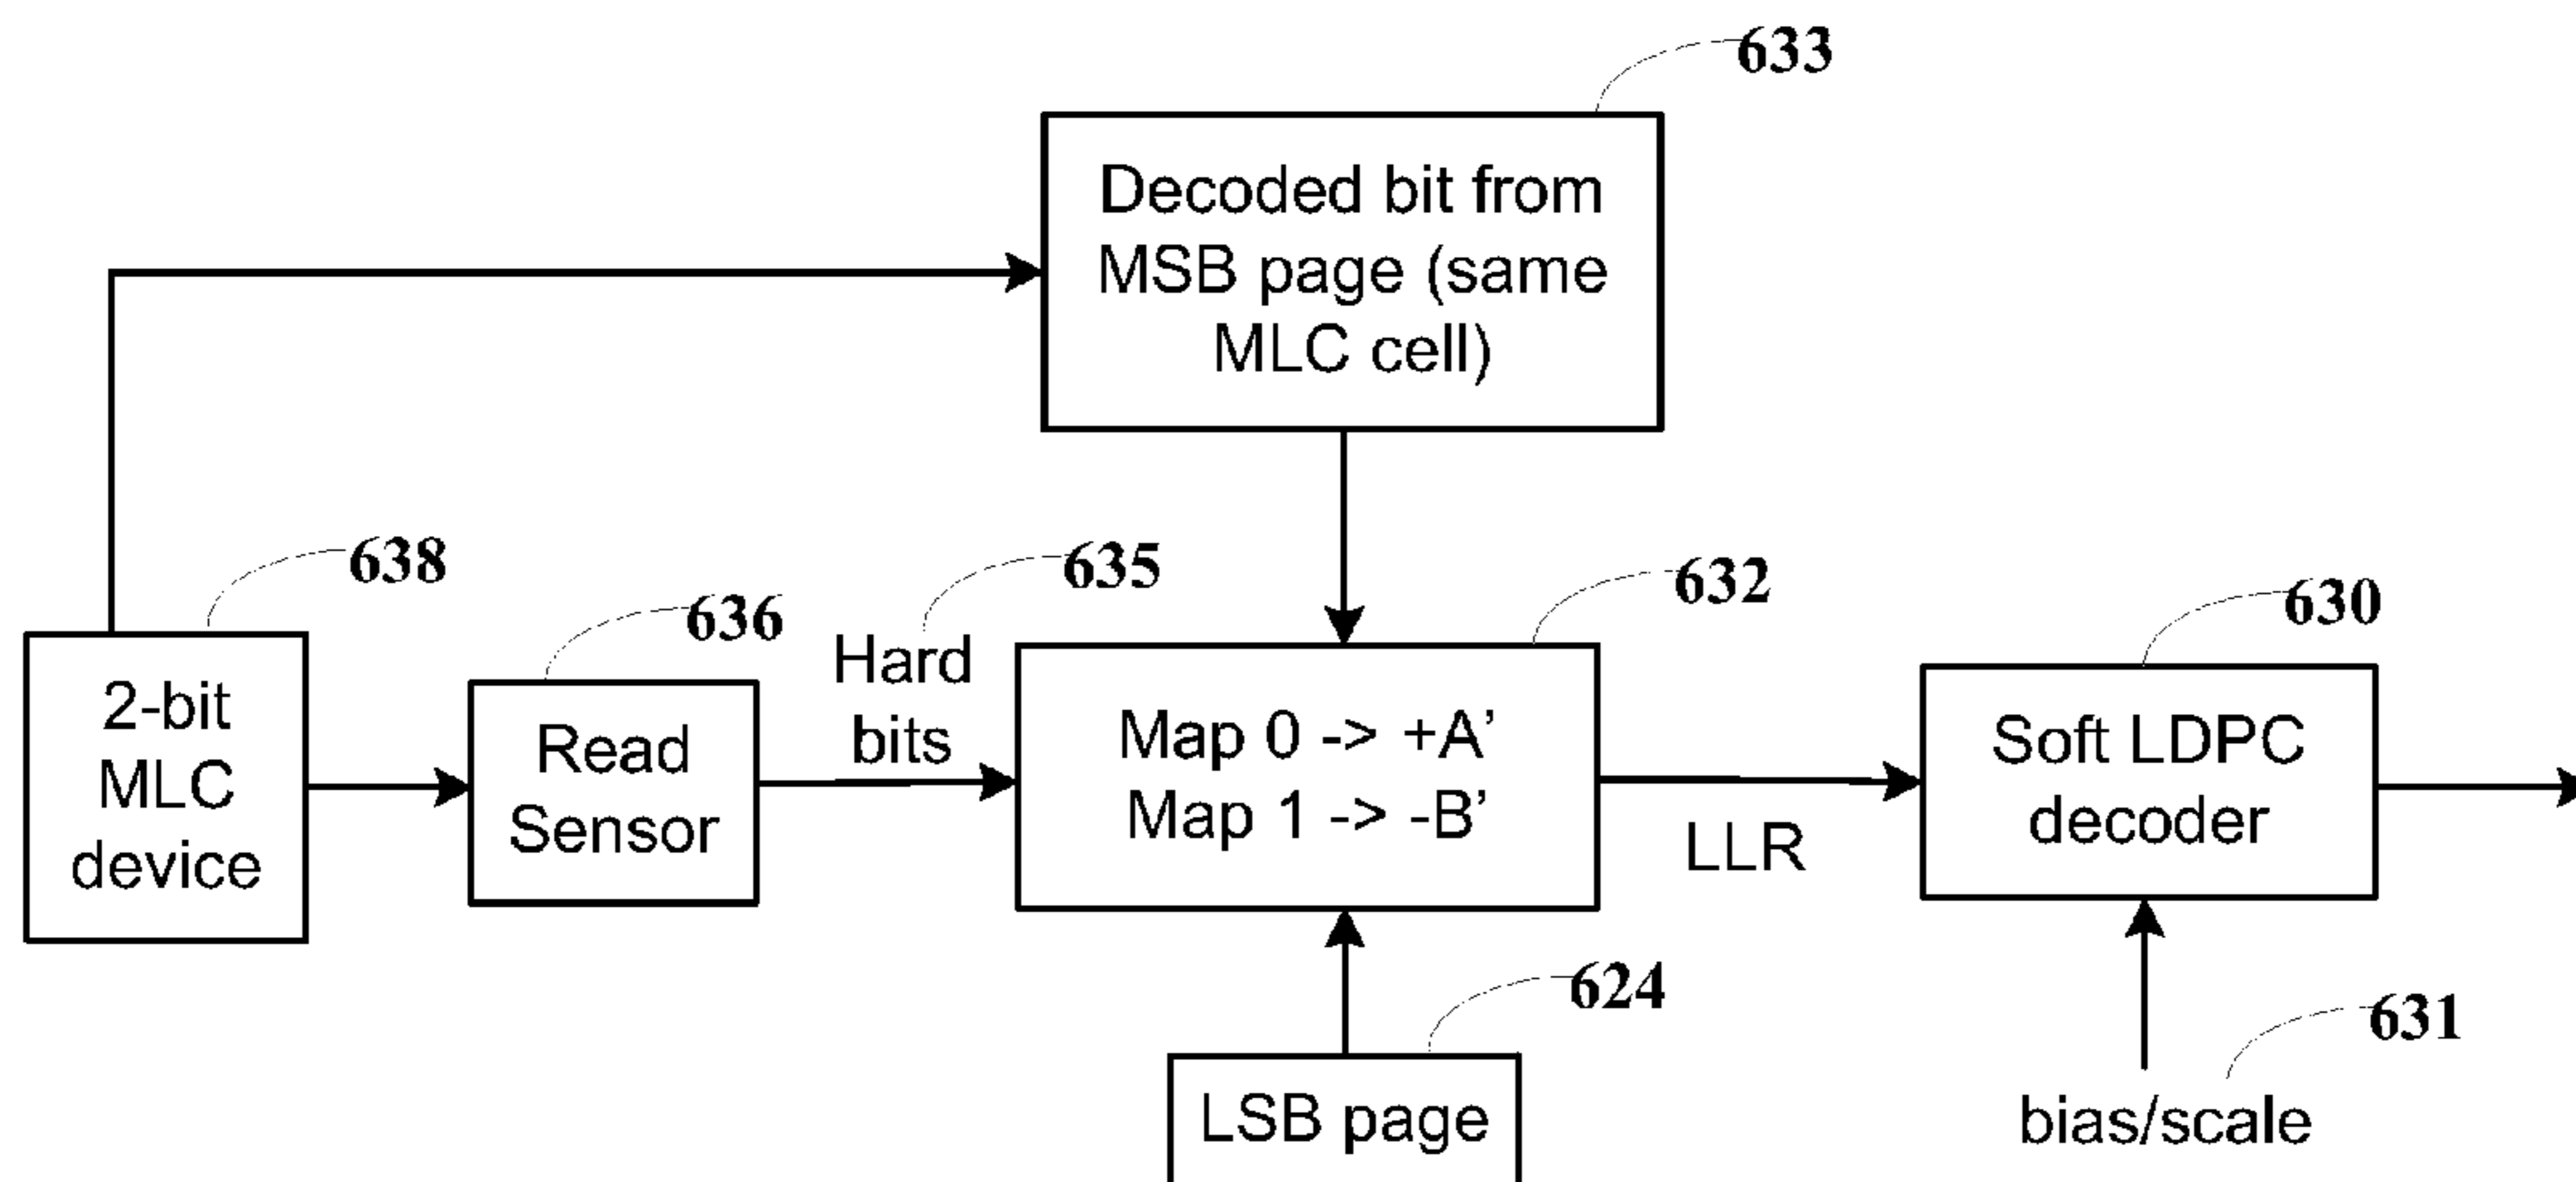 633
Decoded bit from
MSB page (same
MLC cell)
638
636
635
632
630
2-bit
MLC
device
Read
Sensor
Hard
bits
Map 0 -> +A’
Map 1 -> -B’
LLR
Soft LDPC
decoder
624
631
LSB page
bias/scale